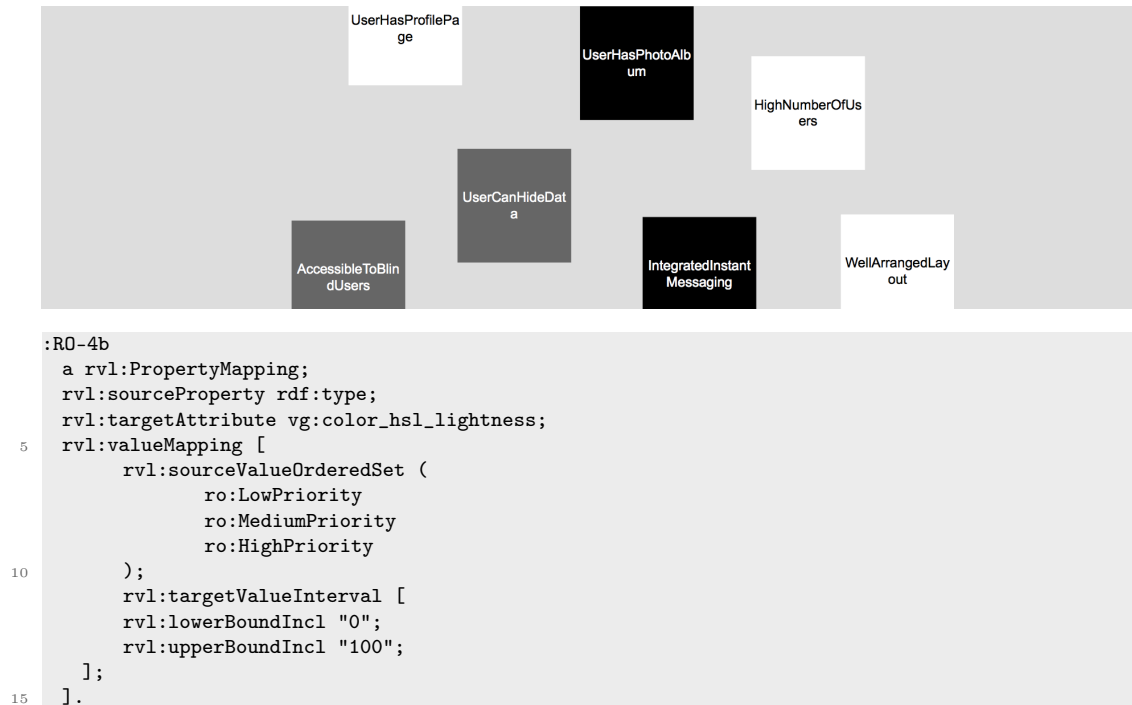 UserHasProfilePa
ge
UserHasPhotoAlb
um
HighNumberOfUs
ers
UserCanHideDat
a
AccessibleToBlin
dUsers
IntegratedInstant
Messaging
WellArrangedLay
out
:RO-4b
a rvl:PropertyMapping;
rvl:sourceProperty rdf:type;
rvl:targetAttribute vg:color_hsl_lightness;
5 rvl:valueMapping [
rvl:sourceValueOrderedSet (
ro:LowPriority
ro:MediumPriority
ro:HighPriority
10 );
rvl:targetValueInterval [
rvl:lowerBoundIncl "0";
rvl:upperBoundIncl "100";
];
15 ].